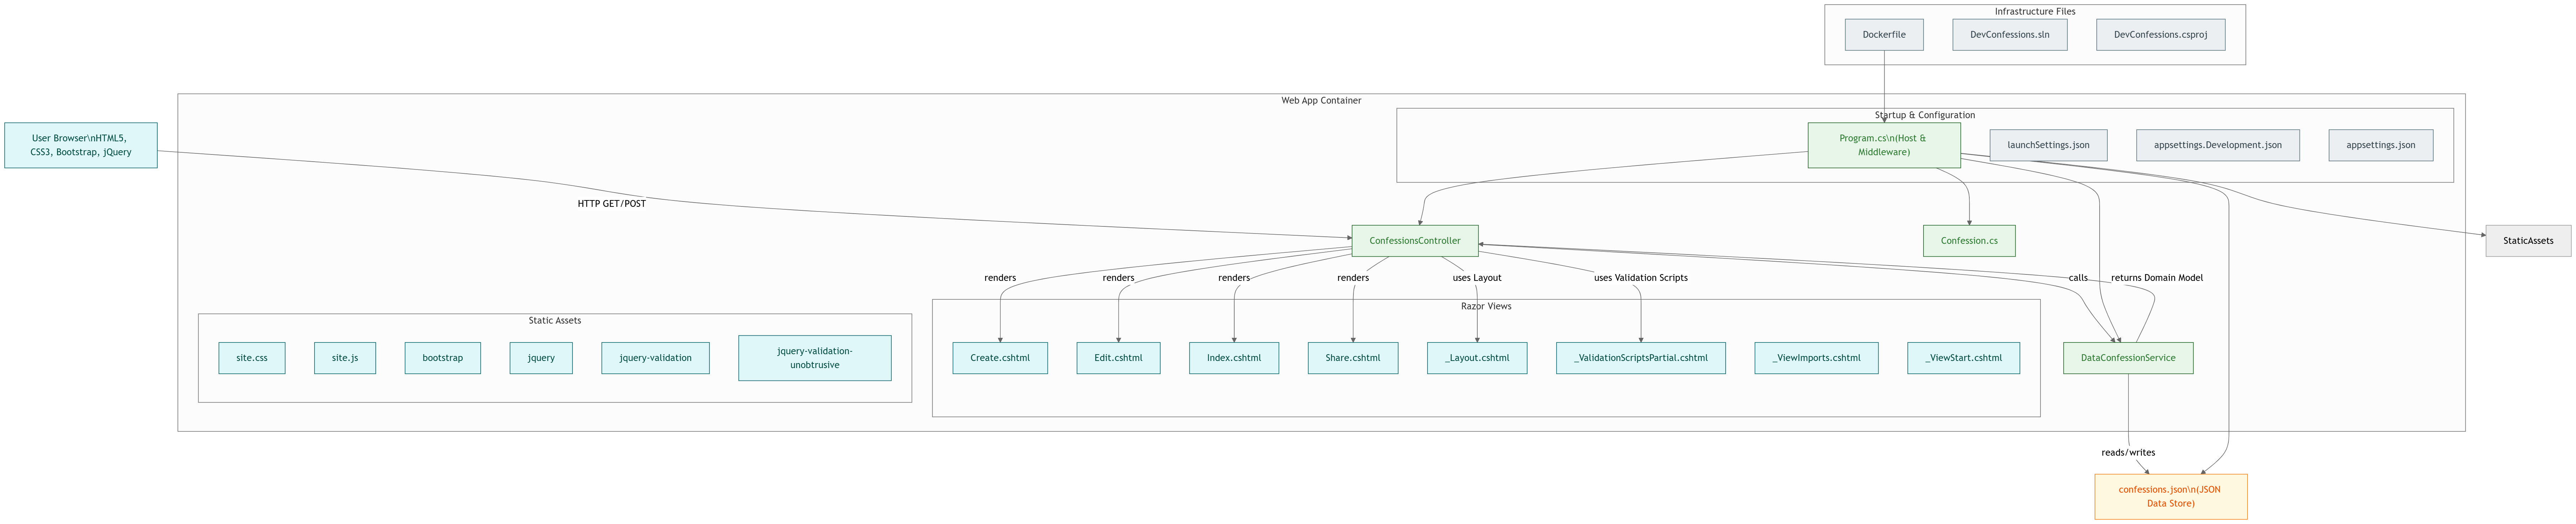 Infrastructure Files
Dockerfile
DevConfessions.sln
DevConfessions.csproj
Web App Container
Startup & Configuration
User Browser\nHTML5,
CSS3, Bootstrap, jQuery
Program.cs\n(Host &
Middleware)
launchSettings.json
appsettings.Development.json
appsettings.json
HTTP GET/POST
ConfessionsController
Confession.cs
StaticAssets
renders
renders
renders
renders
uses Layout
uses Validation Scripts
calls
returns Domain Model
Static Assets
Razor Views
site.css
site.js
bootstrap
jquery
jquery-validation
jquery-validation-
unobtrusive
Create.cshtml
Edit.cshtml
Index.cshtml
Share.cshtml
_Layout.cshtml
_ValidationScriptsPartial.cshtml
_ViewImports.cshtml
_ViewStart.cshtml
DataConfessionService
reads/writes
confessions.json\n(JSON
Data Store)